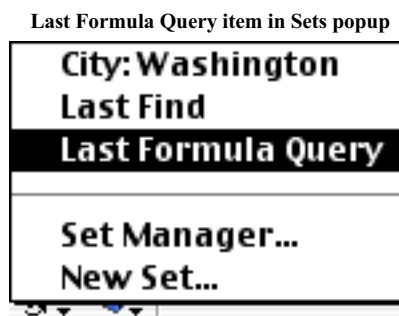 Last Formula Query item in Sets popup
City: Washington
Last Find
Last Formula Query
Set Manager...
New Set...